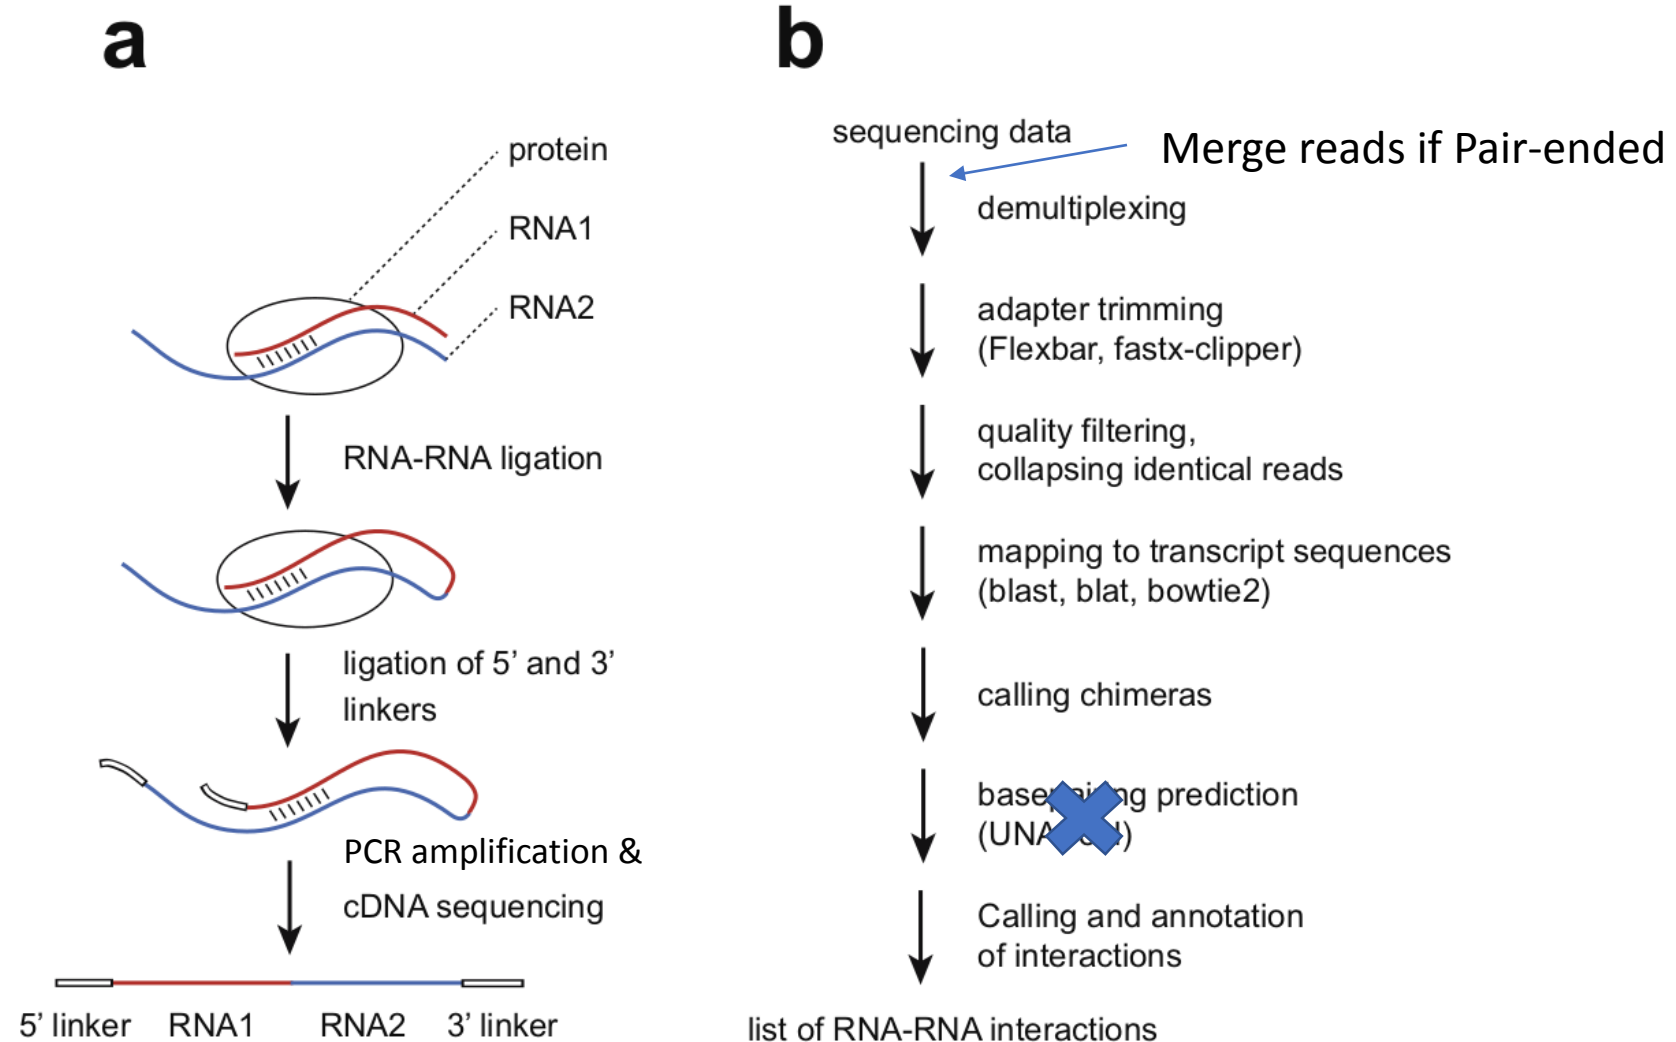 a
protein
RNA1
RNA2
RNA-RNA ligation
ligation of 5’ and 3’
linkers
PCR amplification &
cDNA sequencing
5’ linker RNA1 RNA2 3’ linker
b
sequencing data
Merge reads if Pair-ended
demultiplexing
adapter trimming
(Flexbar, fastx-clipper)
quality filtering,
collapsing identical reads
mapping to transcript sequences
(blast, blat, bowtie2)
calling chimeras
prediction
Calling and annotation
of interactions
list of RNA-RNA interactions